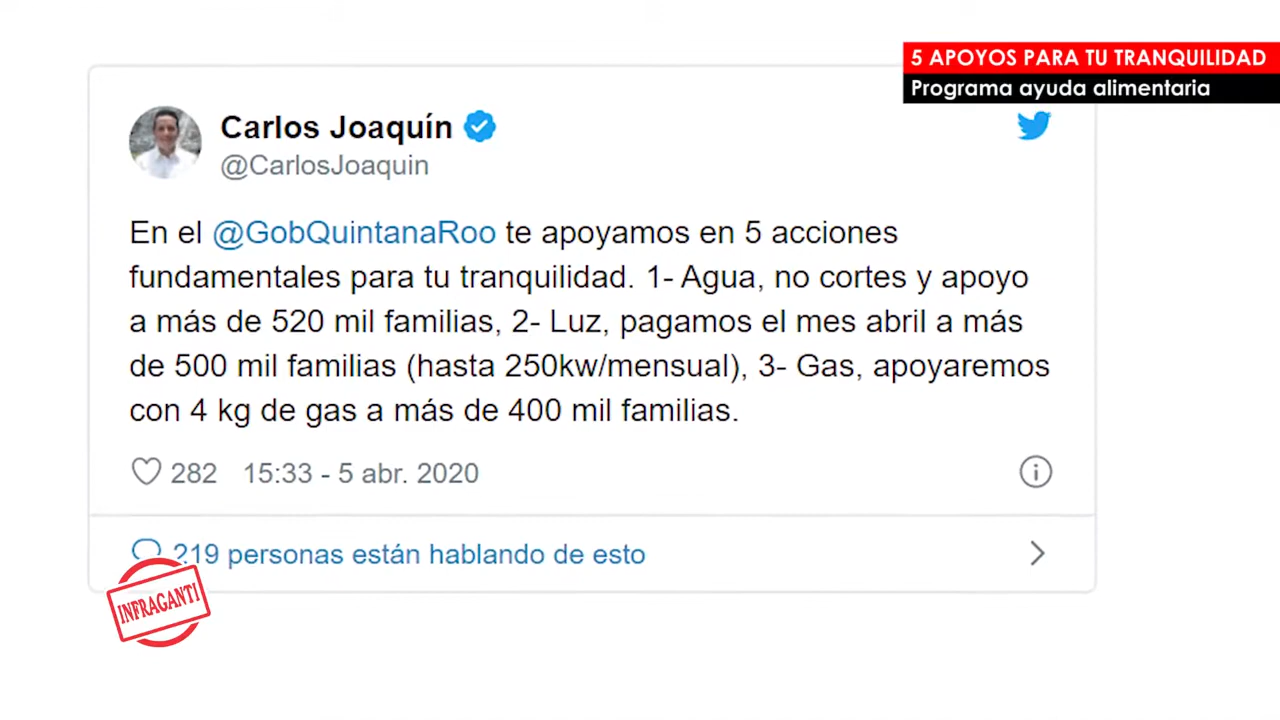 5 APOYOS PARA TU TRANQUILIDAD
Programa ayuda alimentaria
Carlos Joaquín
@CarlosJoaquin
En el @GobQuintanaRoo te apoyamos en 5 acciones
fundamentales para tu tranquilidad. 1- Agua, no cortes y apoyo
a más de 520 mil familias, 2- Luz, pagamos el mes abril a más
de 500 mil familias (hasta 250kw/mensual), 3- Gas, apoyaremos
con 4 kg de gas a más de 400 mil familias.
282 15:33 - 5 abr. 2020
219 personas están hablando de esto
INFRAGANTI